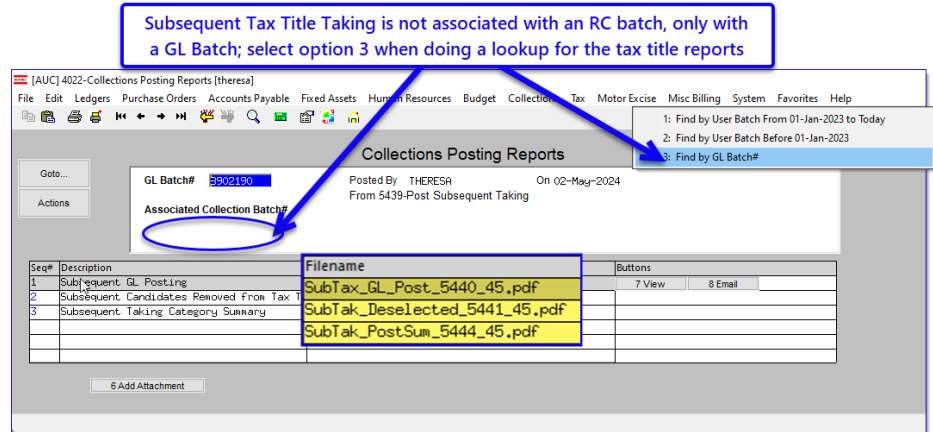 Subsequent Tax Title Taking is not associated with an RC batch, only with
a GL Batch; select option 3 when doing a lookup for the tax title reports
[AUC] 4022-Collections Posting Reports [theresa]
File Edit Ledgers Purchase Orders Accounts Payable Fixed Assets Human Resources Budget Collections Tax Motor Excise Misc Billing System Favorites Help
1: Find by User Batch From 01-Jan-2023 to Today
2: Find by User Batch Before 01-Jan-2023
3: Find by GL Batch#
Collections Posting Reports
Goto...
Actions
GL Batch# 3902190 Posted By THERESA On 02-May-2024
From 5439-Post Subsequent Taking
Associated Collection Batch#
Seq# Description Filename Buttons
1 Subsequent GL Posting SubTax_GL_Post_5440_45.pdf 7 View 8 Email
2 Subsequent Candidates Removed from Tax T SubTak_Deselected_5441_45.pdf
3 Subsequent Taking Category Summary SubTak_PostSum_5444_45.pdf
6 Add Attachment